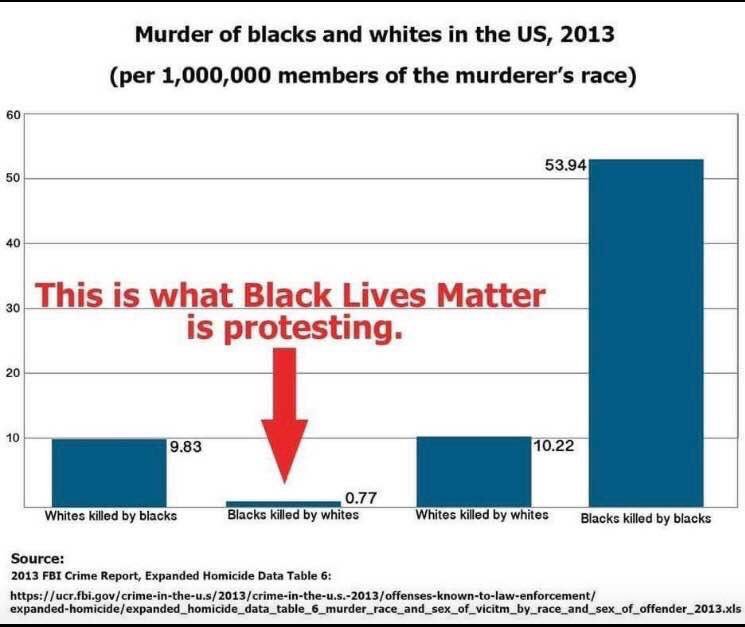 Murder of blacks and whites in the US, 2013
(per 1,000,000 members of the murderer's race)
60
50
40
30
20
10
53.94
This is what Black Lives Matter
is protesting.
9.83
0.77
10.22
Whites killed by blacks
Blacks killed by whites
Whites killed by whites
Blacks killed by blacks
Source:
2013 FBI Crime Report, Expanded Homicide Data Table 6:
https://ucr.fbi.gov/crime-in-the-u.s/2013/crime-in-the-u.s.-2013/offenses-known-to-law-enforcement/
expanded-homicide/expanded_homicide_data_table_6_murder_race_and_sex_of_vicitm_by_race_and_sex_of_offender_2013.xls